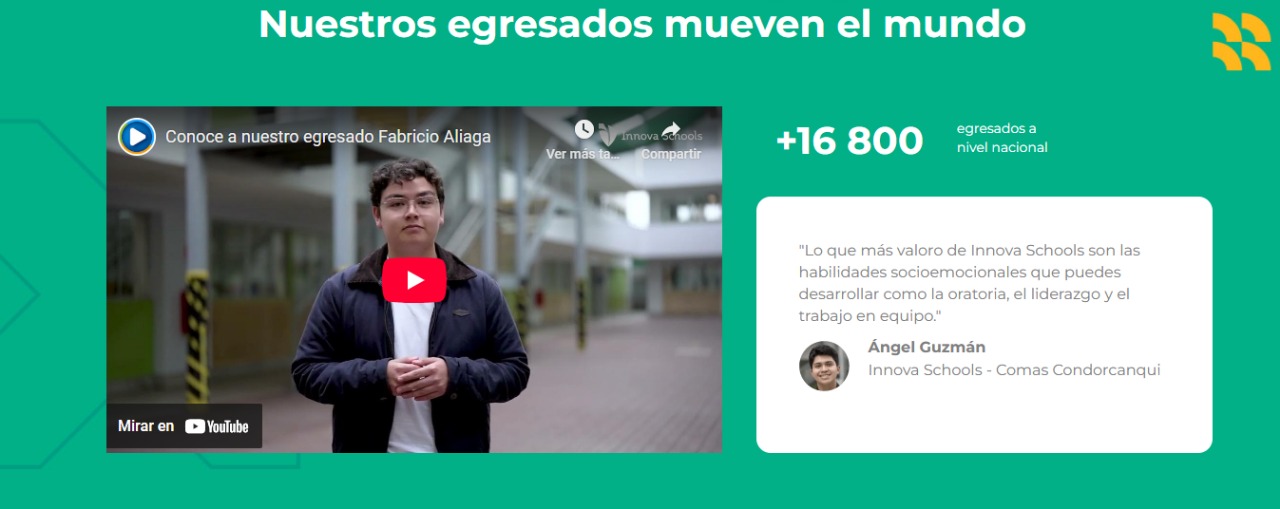 Nuestros egresados mueven el mundo
Conoce a nuestro egresado Fabricio Aliaga
Innova Schools
Ver más ta...
Compartir
Mirar en YouTube
+16 800
egresados a
nivel nacional
"Lo que más valoro de Innova Schools son las
habilidades socioemocionales que puedes
desarrollar como la oratoria, el liderazgo y el
trabajo en equipo."
Ángel Guzmán
Innova Schools - Comas Condorcanqui